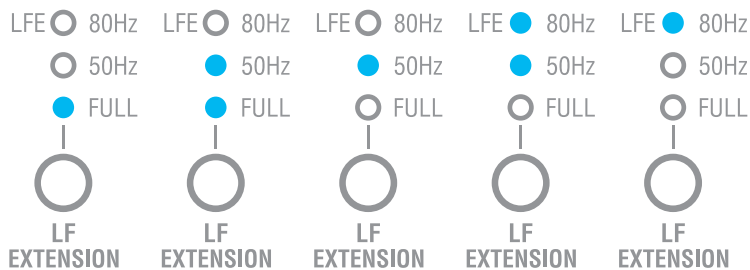 LFE 80Hz LFE 80Hz LFE 80Hz LFE 80Hz LFE 80Hz
50Hz 50Hz 50Hz 50Hz 50Hz
FULL FULL FULL FULL FULL
LF LF LF LF LF
EXTENSION EXTENSION EXTENSION EXTENSION EXTENSION